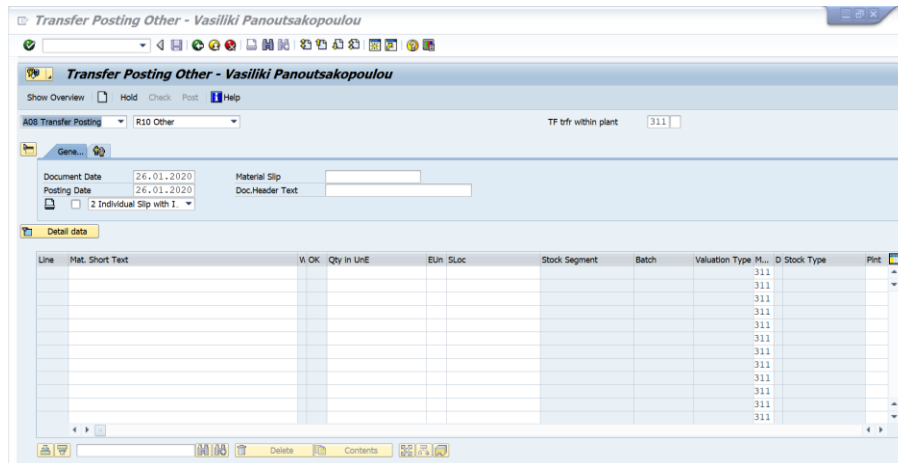 Transfer Posting Other - Vasiliki Panoutsakopoulou
Transfer Posting Other - Vasiliki Panoutsakopoulou
Show Overview Hold Check Post Help
A08 Transfer Posting R10 Other TF trfr within plant 311
Gene...
Document Date 26.01.2020 Material Slip
Posting Date 26.01.2020 Doc.Header Text
2 Individual Slip with I.
Detail data
Line Mat. Short Text V. OK Qty in UnE EUn SLoc Stock Segment Batch Valuation Type M... D Stock Type Plnt
311
311
311
311
311
311
311
311
311
311
311
311
Delete Contents